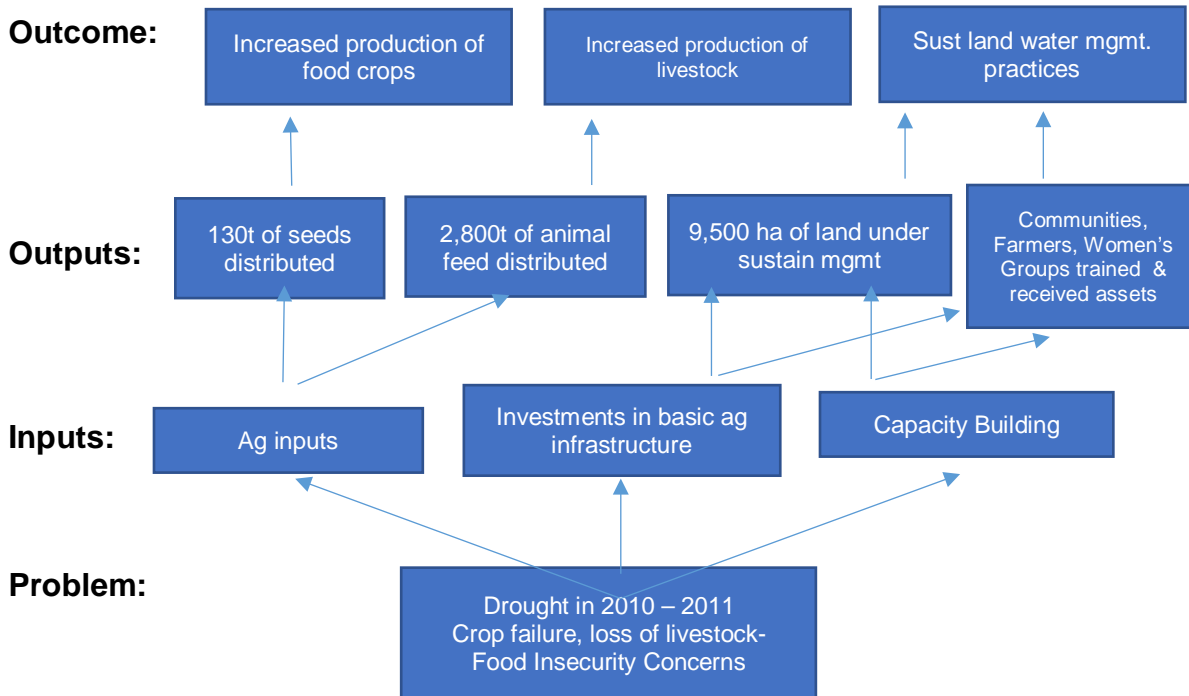 Outcome:
Increased production of
food crops
Increased production of
livestock
Sust land water mgmt.
practices
Outputs:
130t of seeds
distributed
2,800t of animal
feed distributed
9,500 ha of land under
sustain mgmt
Communities,
Farmers, Women’s
Groups trained &
received assets
Inputs:
Ag inputs
Investments in basic ag
infrastructure
Capacity Building
Problem:
Drought in 2010 – 2011
Crop failure, loss of livestock-
Food Insecurity Concerns